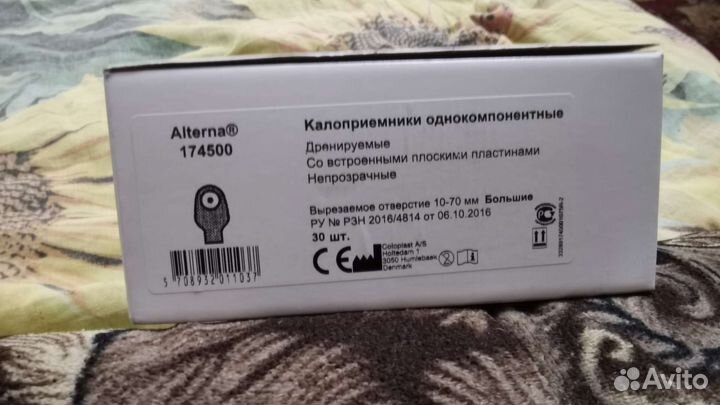 Alterna®
174500
Калоприемники однокомпонентные
Дренируемые
Со встроенными плоскими пластинами
Непрозрачные
Вырезаемое отверстие 10-70 мм Большие
РУ № РЗН 2016/4814 от 06.10.2016
30 шт.
CE
Coloplast A/S
Holtedam 1
3050 Humlebaek
Denmark
5 708932 011037
Avito